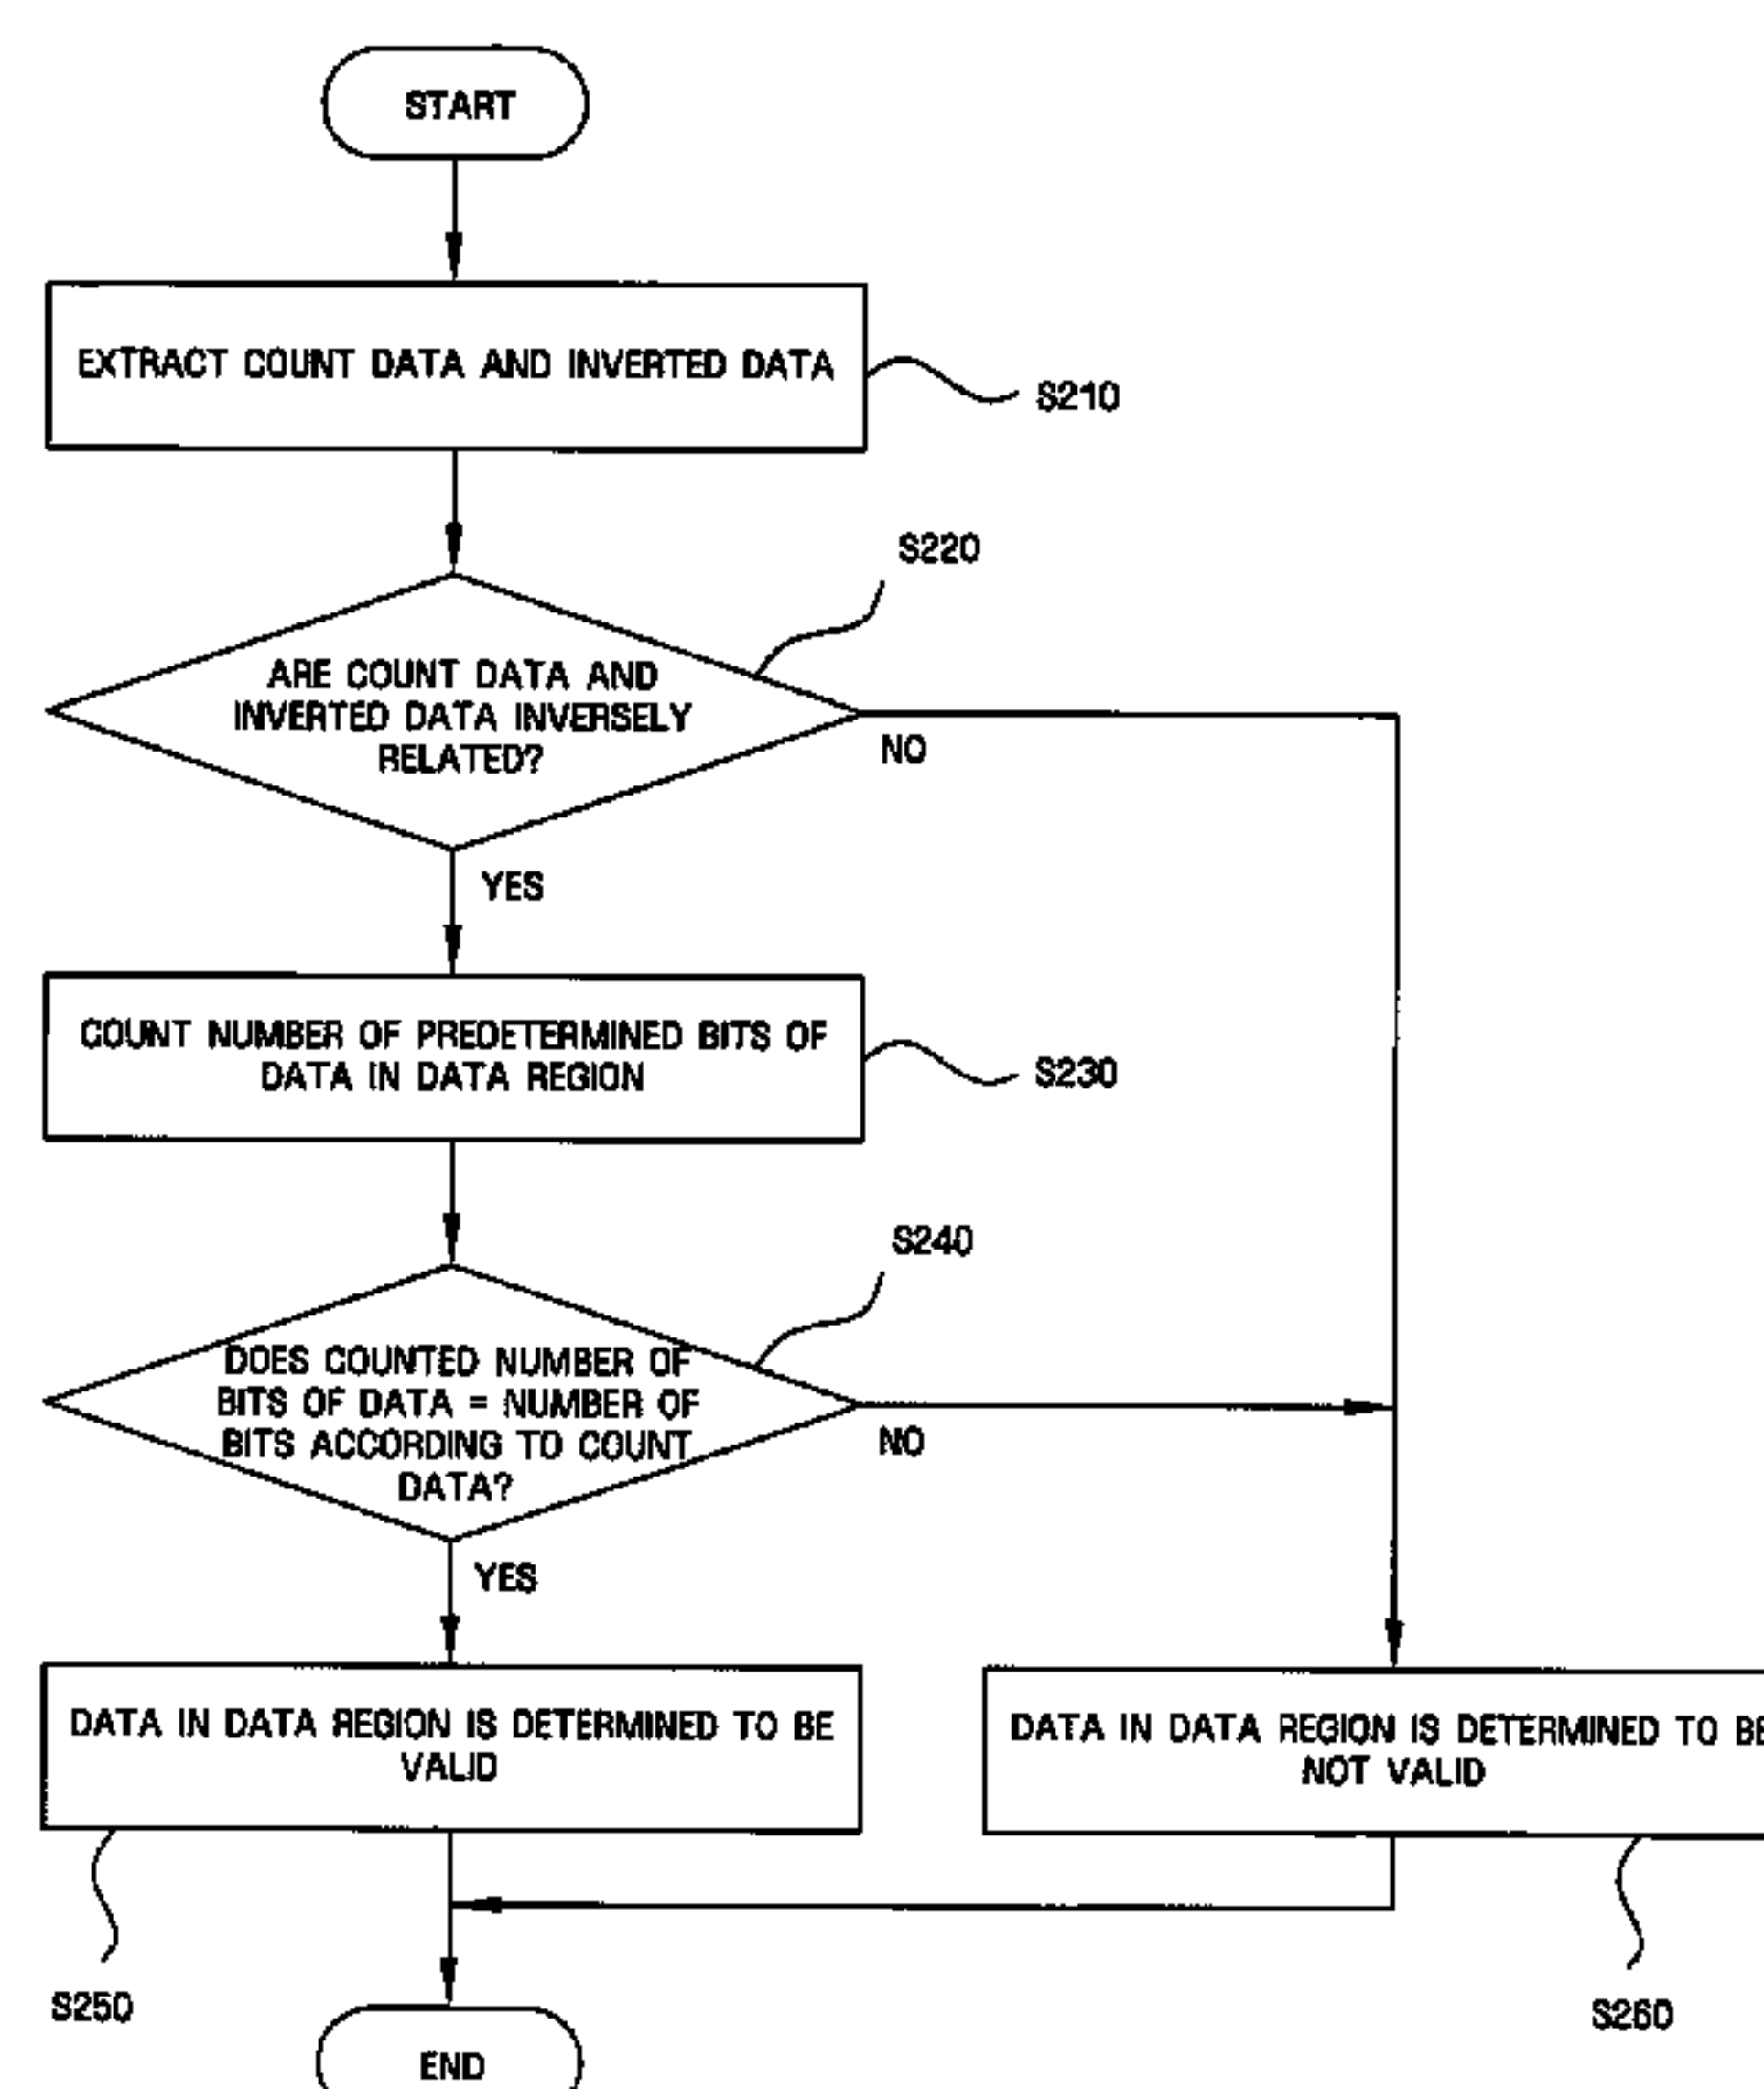 START
EXTRACT COUNT DATA AND INVERTED DATA
S210
S220
ARE COUNT DATA AND
INVERTED DATA INVERSELY
RELATED?
NO
YES
COUNT NUMBER OF PREDETERMINED BITS OF
DATA IN DATA REGION
S230
S240
DOES COUNTED NUMBER OF
BITS OF DATA = NUMBER OF
BITS ACCORDING TO COUNT
DATA?
NO
YES
DATA IN DATA REGION IS DETERMINED TO BE
VALID
DATA IN DATA REGION IS DETERMINED TO BE
NOT VALID
S250
S260
END